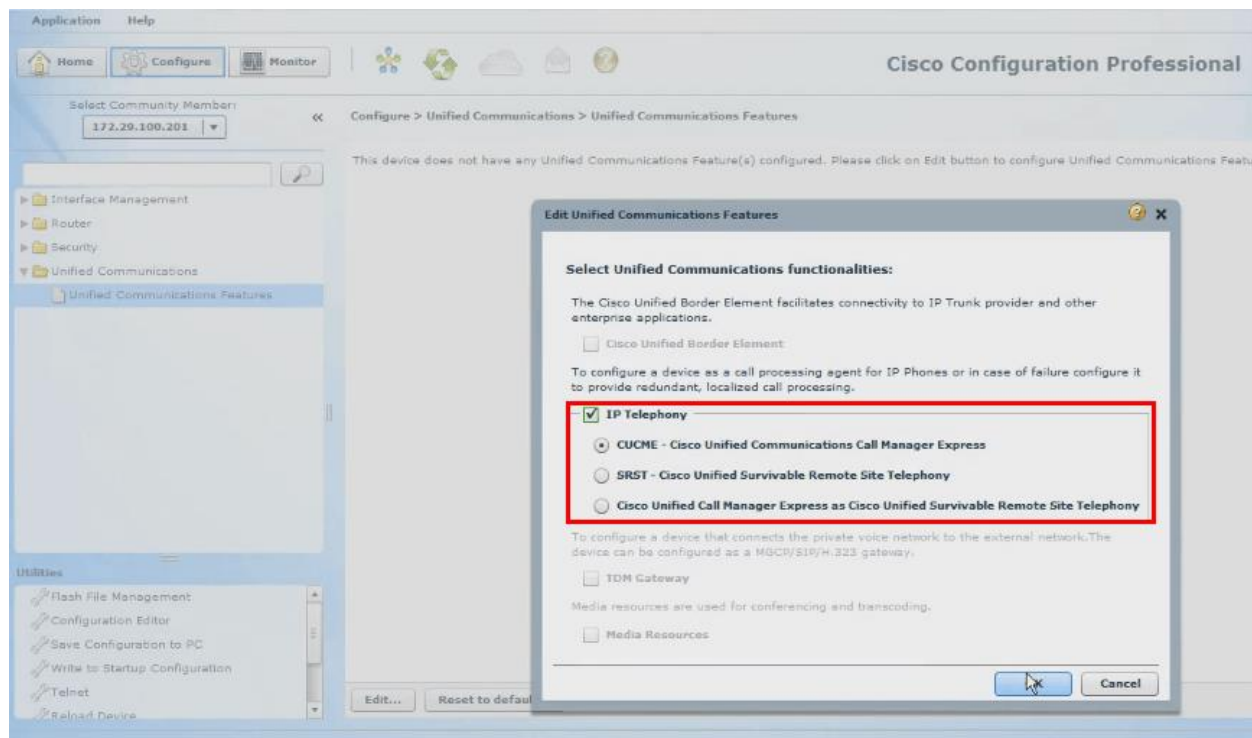 Application Help
Home Configure Monitor
Cisco Configuration Professional
Select Community Member:
172.29.100.201
«
Configure > Unified Communications > Unified Communications Features
This device does not have any Unified Communications Feature(s) configured. Please click on Edit button to configure Unified Communications
Interface Management
Router
Security
Unified Communications
Unified Communications Features
Edit Unified Communications Features
Select Unified Communications functionalities:
The Cisco Unified Border Element facilitates connectivity to IP Trunk provider and other
enterprise applications.
Cisco Unified Border Element
To configure a device as a call processing agent for IP Phones or in case of failure configure it
to provide redundant, localized call processing.
IP Telephony
CUCME - Cisco Unified Communications Call Manager Express
SRST - Cisco Unified Survivable Remote Site Telephony
Cisco Unified Call Manager Express as Cisco Unified Survivable Remote Site Telephony
To configure a device that connects the private voice network to the external network.The
device can be configured as a MGCP/SIP/H.323 gateway.
TDM Gateway
Media resources are used for conferencing and transcoding.
Media Resources
Cancel
Utilities
Flash File Management
Configuration Editor
Save Configuration to PC
Write to Startup Configuration
Telnet
Reload Device
Edit... Reset to